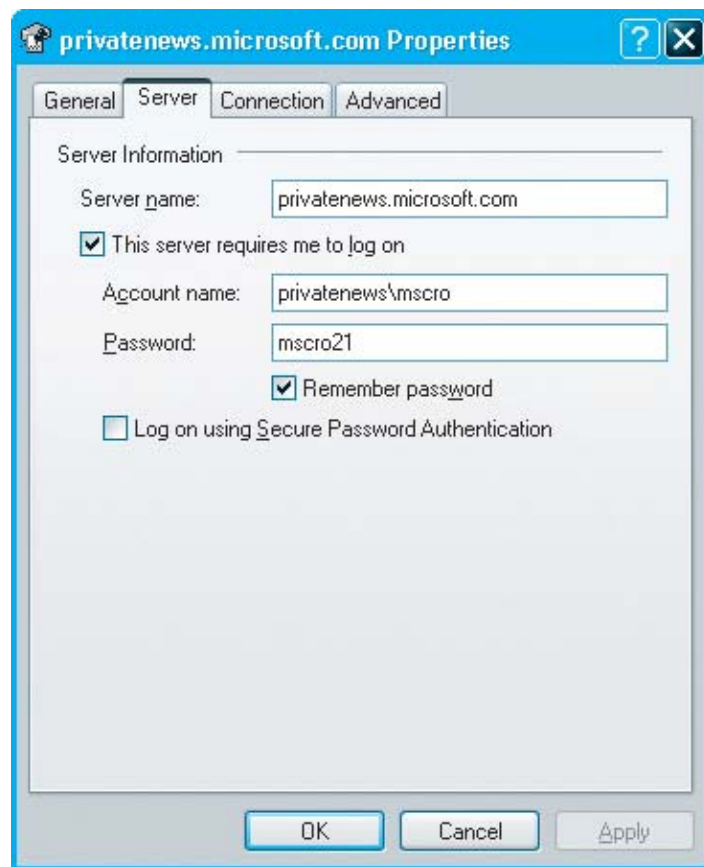 privatenews.microsoft.com Properties ?
General Server Connection Advanced
Server Information
Server name: privatenews.microsoft.com
This server requires me to log on
Account name: privatenews\mscro
Password: mscro21
Remember password
Log on using Secure Password Authentication
OK Cancel Apply